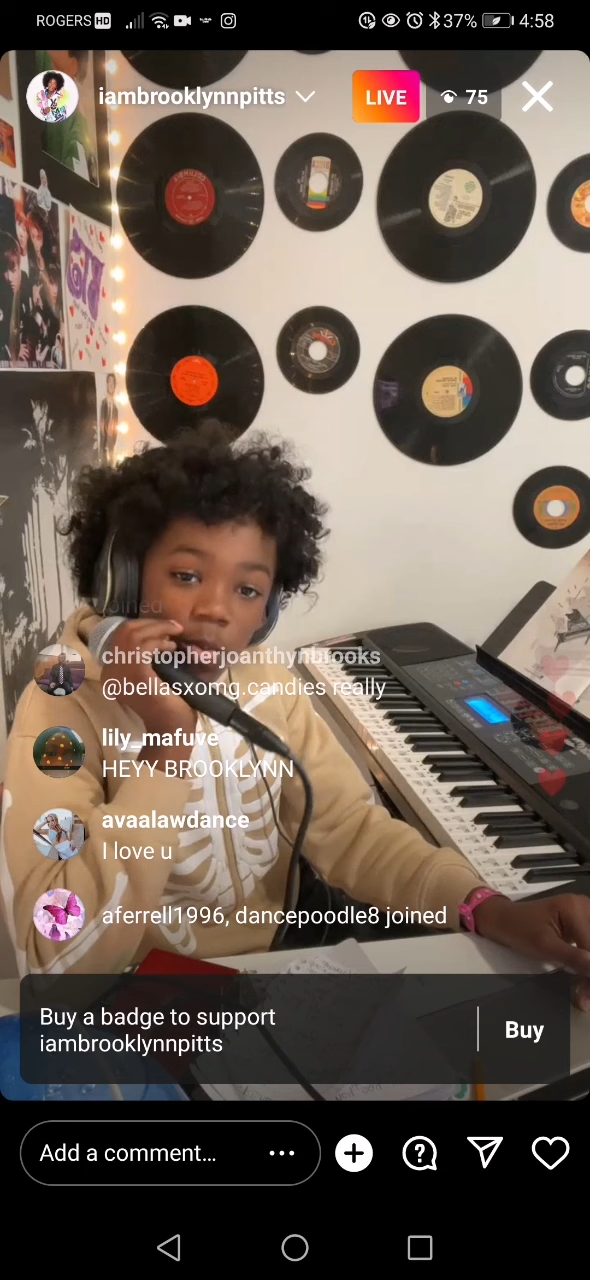 ROGERS HD 37% 4:58
iambrooklynnpitts LIVE 75
joined
christopherjoanthynbrooks
@bellasxomg.candies really
lily_mafuve
HEYY BROOKLYNN
avaalawdance
I love u
aferrell1996, dancepoodle8 joined
Buy a badge to support
iambrooklynnpitts
Buy
Add a comment...